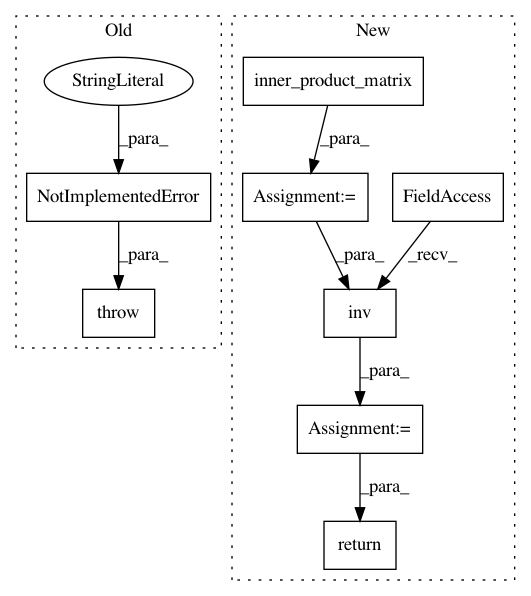 Old
New
StringLiteral
inner_product_matrix
_para_
_para_
NotImplementedError
Assignment:=
FieldAccess
_para_
_para_
_recv_
throw
inv
_para_
Assignment:=
_para_
return